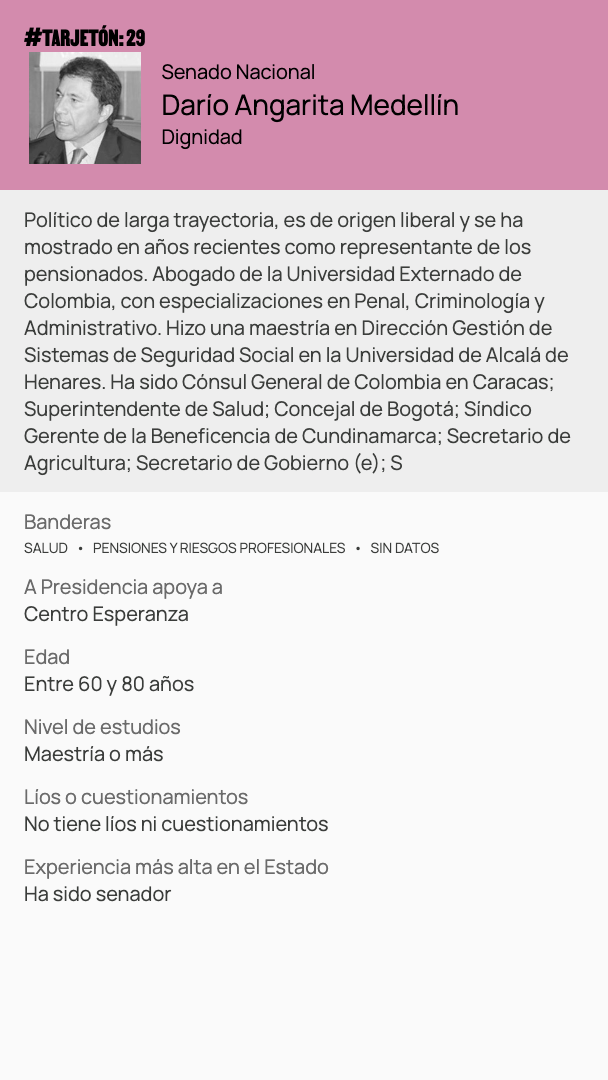 #TARJETÓN: 29
Senado Nacional
Darío Angarita Medellín
Dignidad
Político de larga trayectoria, es de origen liberal y se ha
mostrado en años recientes como representante de los
pensionados. Abogado de la Universidad Externado de
Colombia, con especializaciones en Penal, Criminología y
Administrativo. Hizo una maestría en Dirección Gestión de
Sistemas de Seguridad Social en la Universidad de Alcalá de
Henares. Ha sido Cónsul General de Colombia en Caracas;
Superintendente de Salud; Concejal de Bogotá; Síndico
Gerente de la Beneficencia de Cundinamarca; Secretario de
Agricultura; Secretario de Gobierno (e); S
Banderas
SALUD • PENSIONES Y RIESGOS PROFESIONALES • SIN DATOS
A Presidencia apoya a
Centro Esperanza
Edad
Entre 60 y 80 años
Nivel de estudios
Maestría o más
Líos o cuestionamientos
No tiene líos ni cuestionamientos
Experiencia más alta en el Estado
Ha sido senador